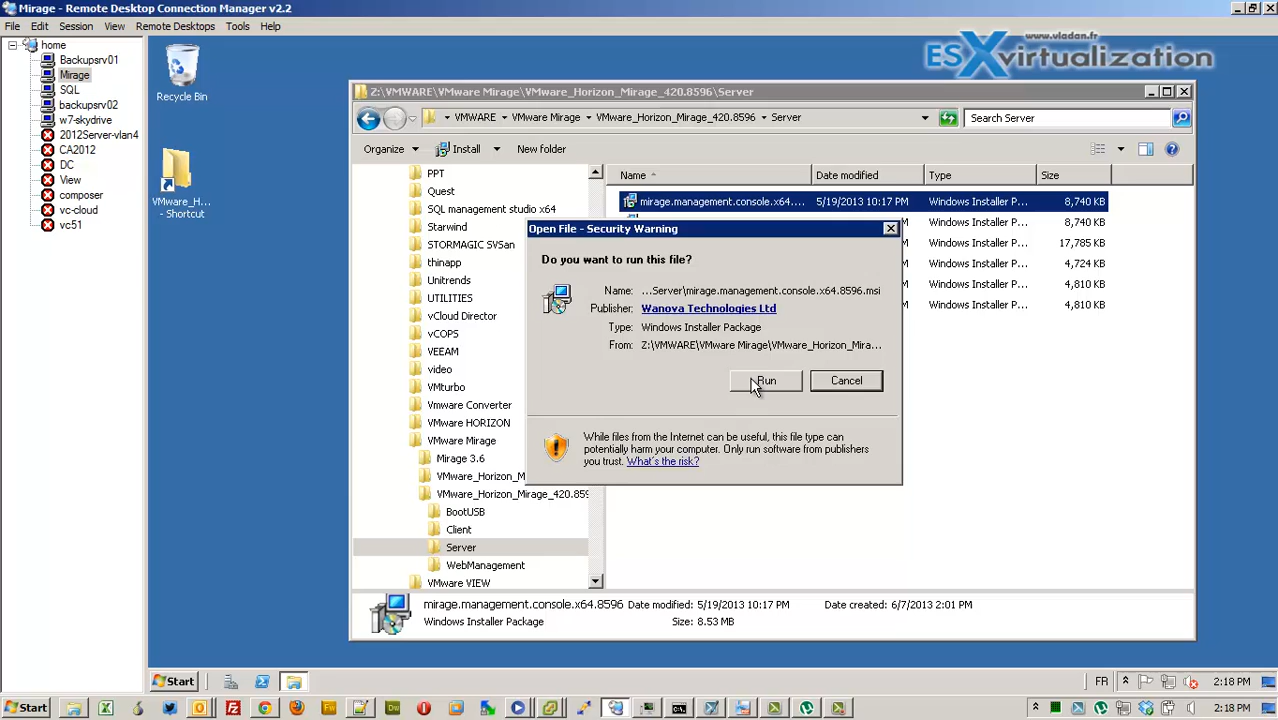 Mirage - Remote Desktop Connection Manager v2.2
File Edit Session View Remote Desktops Tools Help
home
Backupsrv01
Mirage
SQL
backupsrv02
w7-skydrive
2012Server-vlan4
CA2012
DC
View
composer
vc-cloud
vc51
Recycle Bin
VMware_H...
- Shortcut
www.vladan.fr
ESXvirtualization
Z:\VMWARE\VMware Mirage\VMware_Horizon_Mirage_420.8596\Server
VMWARE VMware Mirage VMware_Horizon_Mirage_420.8596 Server
Search Server
Organize Install New folder
PPT
Quest
SQL management studio x64
Starwind
STORMAGIC SVSan
thinapp
Unitrends
UTILITIES
vCloud Director
vCOPS
VEEAM
video
VMturbo
Vmware Converter
VMware HORIZON
VMware Mirage
Mirage 3.6
VMware_Horizon_M
VMware_Horizon_Mirage_420.859
BootUSB
Client
Server
WebManagement
VMware VIEW
Name Date modified Type Size
mirage.management.console.x64.... 5/19/2013 10:17 PM Windows Installer P... 8,740 KB
M Windows Installer P... 8,740 KB
M Windows Installer P... 17,785 KB
M Windows Installer P... 4,724 KB
M Windows Installer P... 4,810 KB
M Windows Installer P... 4,810 KB
Open File - Security Warning
Do you want to run this file?
Name: ...Server\mirage.management.console.x64.8596.msi
Publisher: Wanova Technologies Ltd
Type: Windows Installer Package
From: Z:\VMWARE\VMware Mirage\VMware_Horizon_Mira...
Run Cancel
While files from the Internet can be useful, this file type can
potentially harm your computer. Only run software from publishers
you trust. What's the risk?
mirage.management.console.x64.8596 Date modified: 5/19/2013 10:17 PM Date created: 6/7/2013 2:01 PM
Windows Installer Package Size: 8.53 MB
Start FR 2:18 PM
Start 2:18 PM